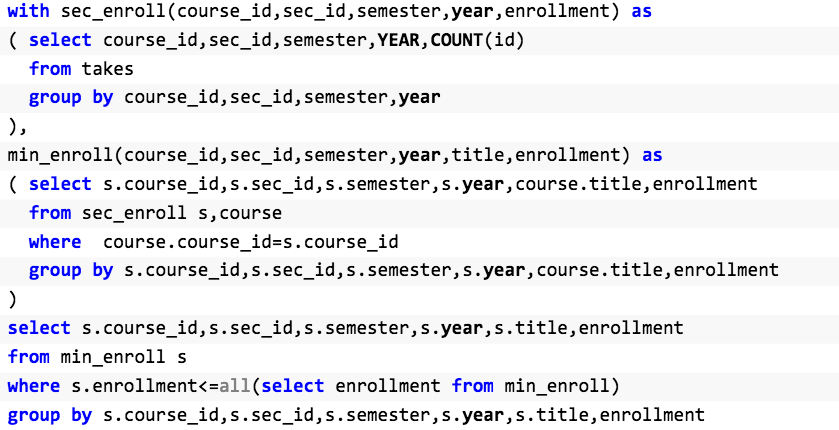 with sec_enroll(course_id,sec_id,semester,year,enrollment) as
( select course_id,sec_id,semester,YEAR,COUNT(id)
from takes
group by course_id,sec_id,semester,year
),
min_enroll(course_id,sec_id,semester,year,title,enrollment) as
( select s.course_id,s.sec_id,s.semester,s.year,course.title,enrollment
from sec_enroll s,course
where  course.course_id=s.course_id
group by s.course_id,s.sec_id,s.semester,s.year,course.title,enrollment
)
select s.course_id,s.sec_id,s.semester,s.year,s.title,enrollment
from min_enroll s
where s.enrollment<=all(select enrollment from min_enroll)
group by s.course_id,s.sec_id,s.semester,s.year,s.title,enrollment